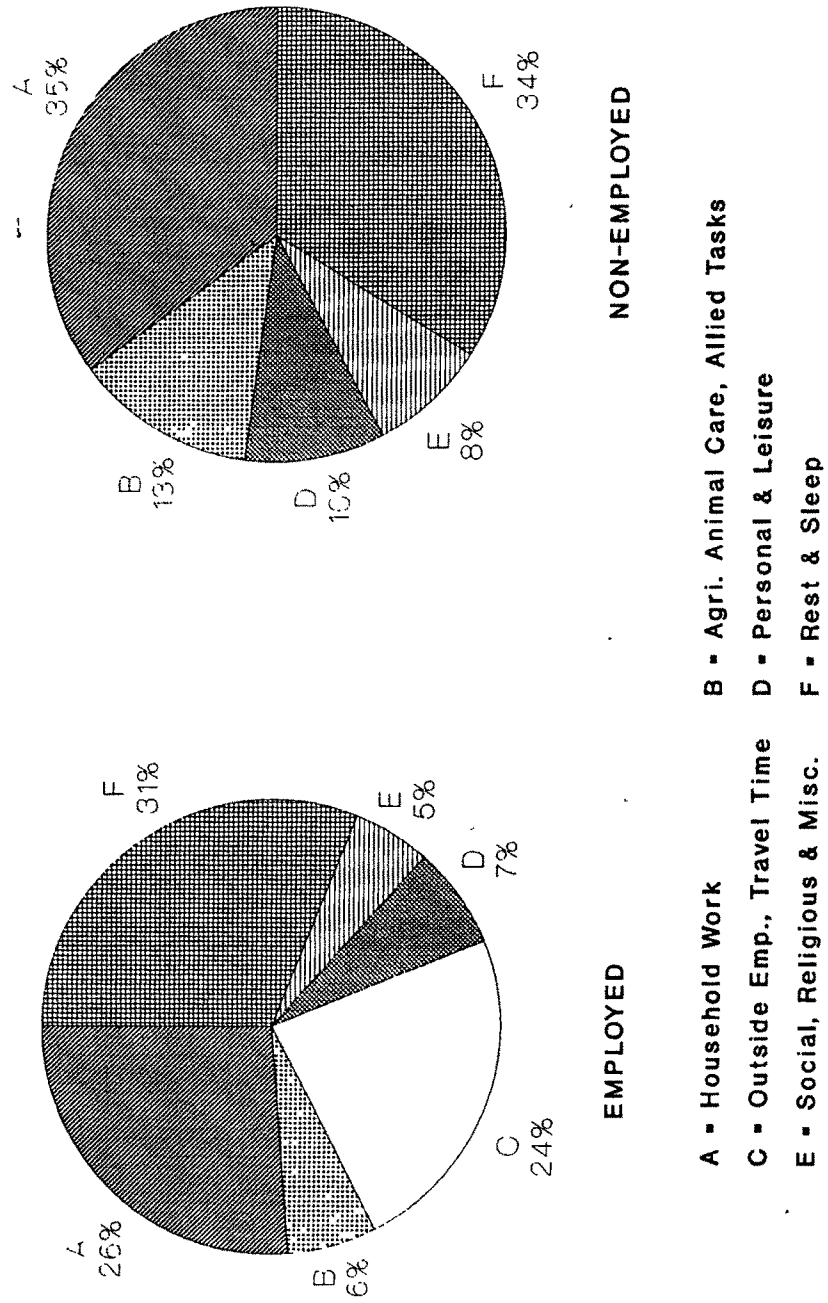 A
26%
F
31%
B
6%
E
5%
D
7%
C
24%
EMPLOYED
A
35%
B
13%
D
10%
E
8%
F
34%
NON-EMPLOYED
A = Household Work
B = Agri. Animal Care, Allied Tasks
C = Outside Emp., Travel Time
D = Personal & Leisure
E = Social, Religious & Misc.
F = Rest & Sleep